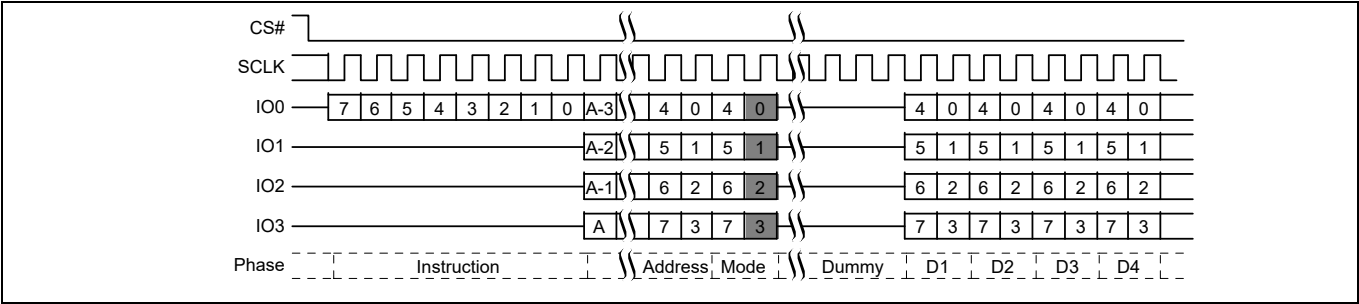 CS#
SCLK
IO0 7 6 5 4 3 2 1 0 A-3 4 0 4 0 4 0 4 0 4 0 4 0
IO1 A-2 5 1 5 1 5 1 5 1 5 1 5 1
IO2 A-1 6 2 6 2 6 2 6 2 6 2 6 2
IO3 A 7 3 7 3 7 3 7 3 7 3 7 3
Phase Instruction Address Mode Dummy D1 D2 D3 D4